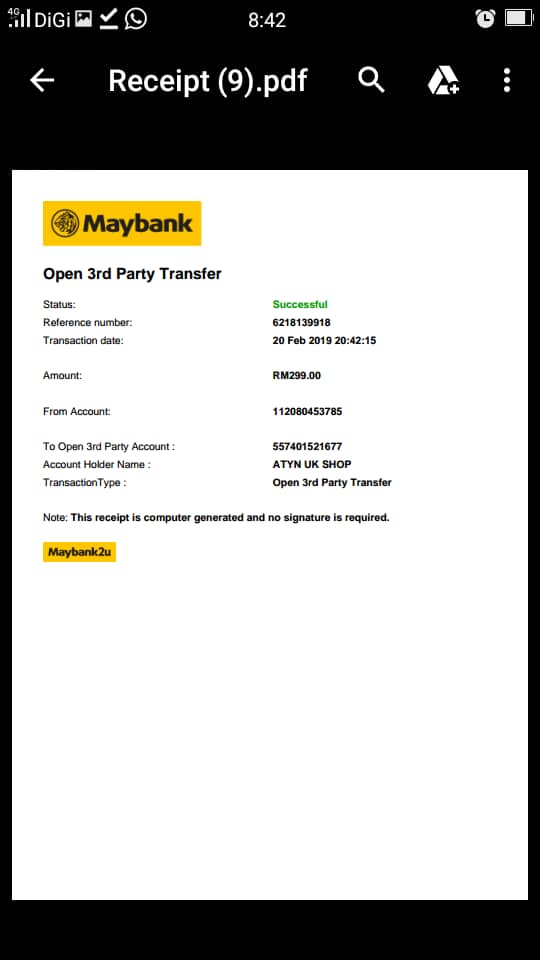 4G DiGi 8:42
Receipt (9).pdf
Maybank
Open 3rd Party Transfer
Status: Successful
Reference number: 6218139918
Transaction date: 20 Feb 2019 20:42:15
Amount: RM299.00
From Account: 112080453785
To Open 3rd Party Account : 557401521677
Account Holder Name : ATYN UK SHOP
TransactionType : Open 3rd Party Transfer
Note: This receipt is computer generated and no signature is required.
Maybank2u